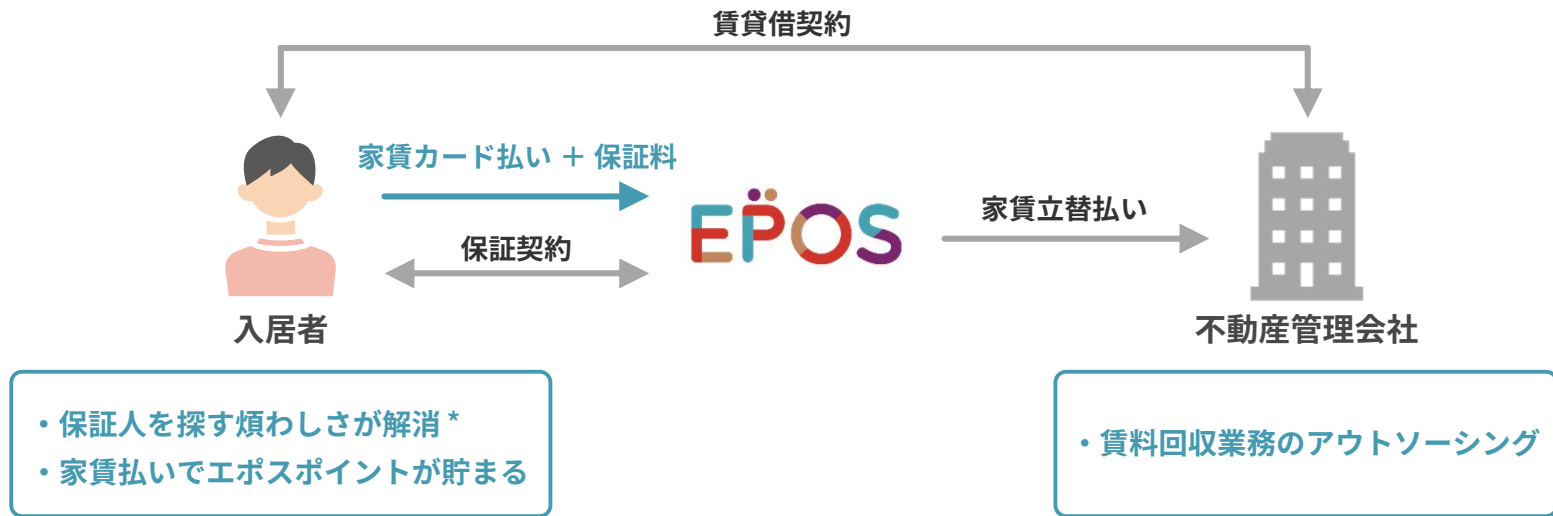 賃貸借契約
家賃カード払い ＋ 保証料
EPOS
家賃立替払い
保証契約
入居者
不動産管理会社
・保証人を探す煩わしさが解消 *
・家賃払いでエポスポイントが貯まる
・賃料回収業務のアウトソーシング